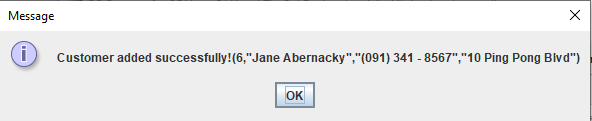 Message
Customer added successfully!(6,"Jane Abernacky","(091) 341 - 8567","10 Ping Pong Blvd")
OK